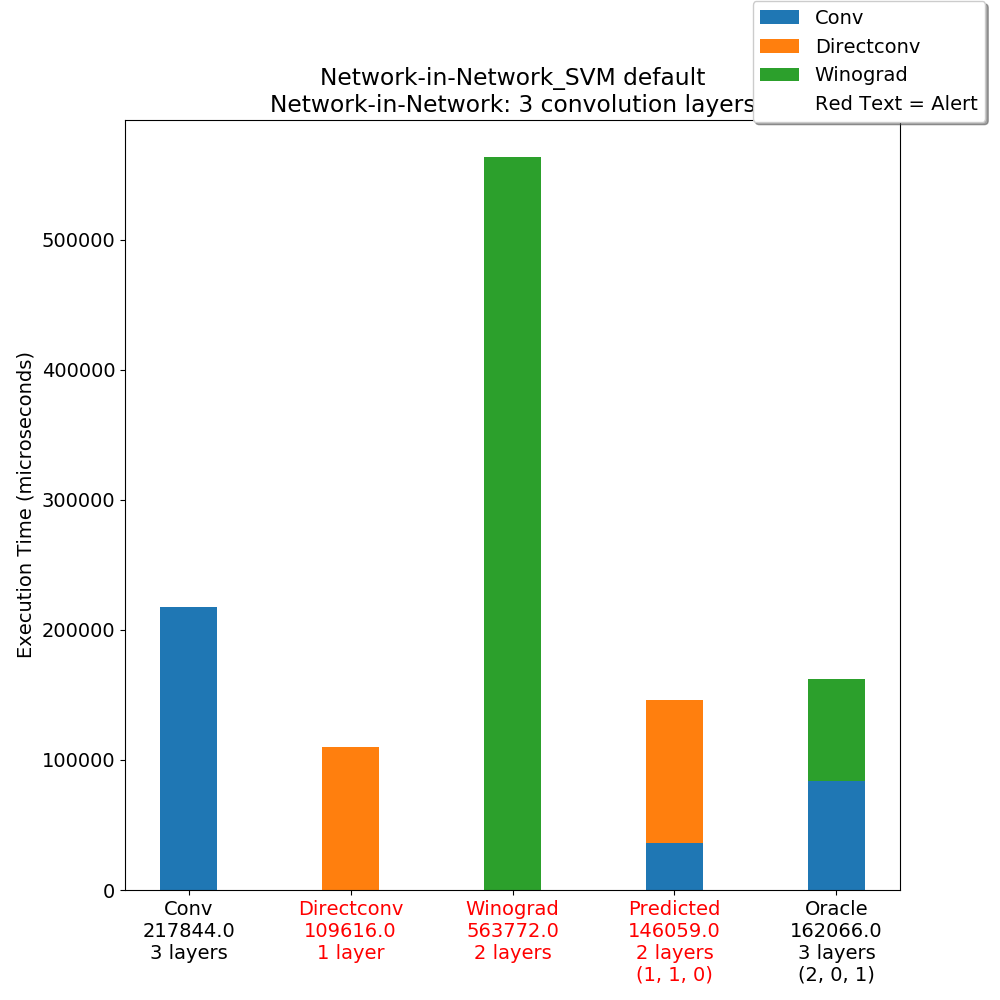 Conv
Directconv
Winograd
Red Text = Alert
Network-in-Network_SVM default
Network-in-Network: 3 convolution layers
Execution Time (microseconds)
500000
400000
300000
200000
100000
0
Conv
217844.0
3 layers
Directconv
109616.0
1 layer
Winograd
563772.0
2 layers
Predicted
146059.0
2 layers
(1, 1, 0)
Oracle
162066.0
3 layers
(2, 0, 1)